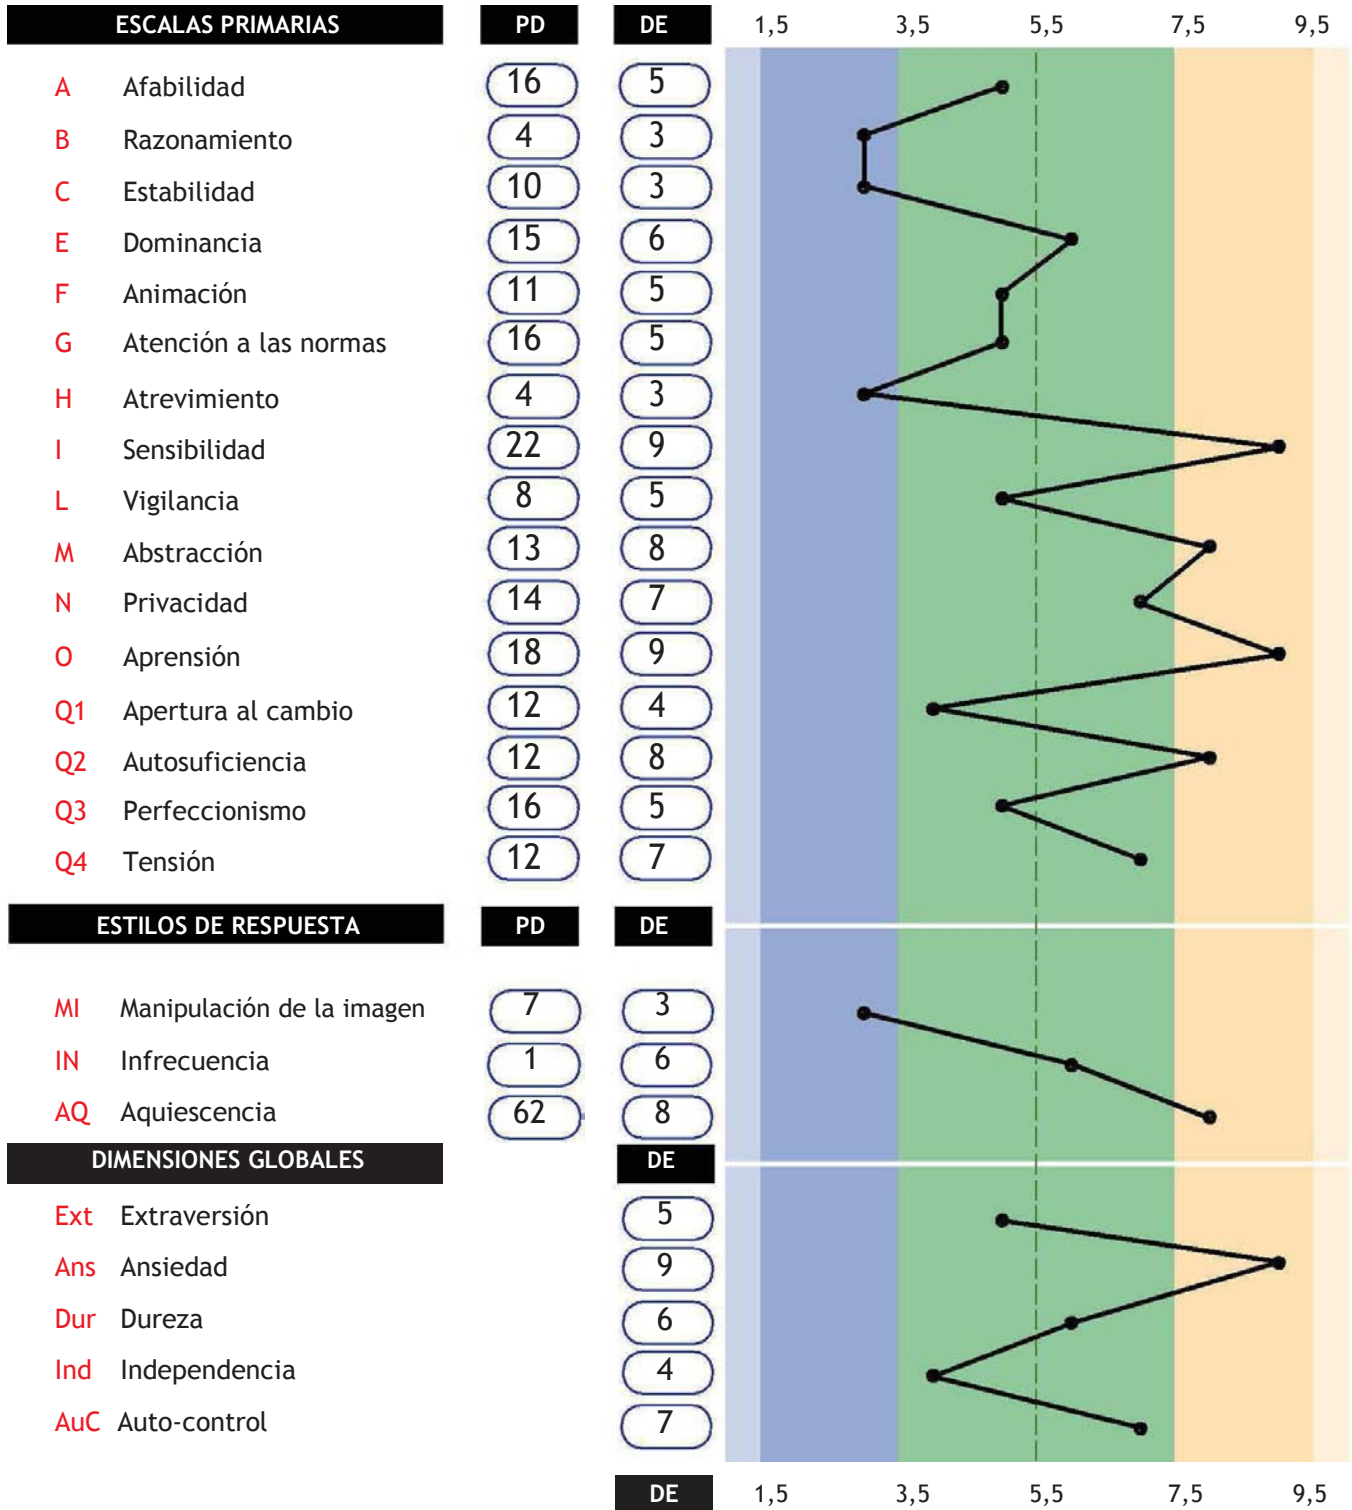 ESCALAS PRIMARIAS PD DE 1,5 3,5 5,5 7,5 9,5
A Afabilidad 16 5
B Razonamiento 4 3
C Estabilidad 10 3
E Dominancia 15 6
F Animación 11 5
G Atención a las normas 16 5
H Atrevimiento 4 3
I Sensibilidad 22 9
L Vigilancia 8 5
M Abstracción 13 8
N Privacidad 14 7
O Aprensión 18 9
Q1 Apertura al cambio 12 4
Q2 Autosuficiencia 12 8
Q3 Perfeccionismo 16 5
Q4 Tensión 12 7
ESTILOS DE RESPUESTA PD DE
MI Manipulación de la imagen 7 3
IN Infrecuencia 1 6
AQ Aquiescencia 62 8
DIMENSIONES GLOBALES DE
Ext Extraversión 5
Ans Ansiedad 9
Dur Dureza 6
Ind Independencia 4
AuC Auto-control 7
DE 1,5 3,5 5,5 7,5 9,5